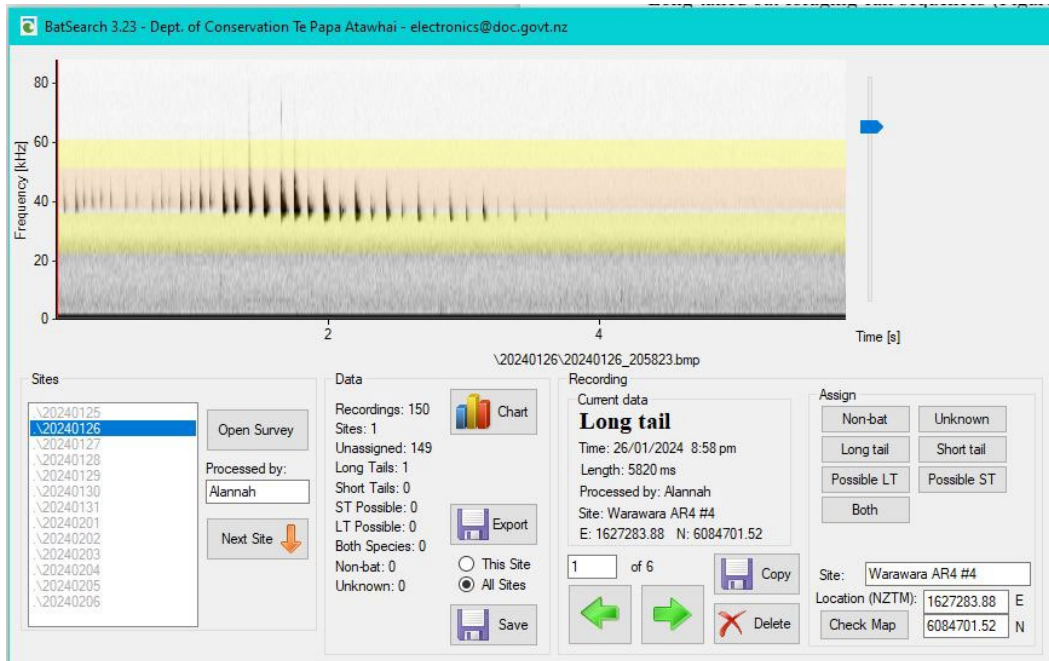 BatSearch 3.23 - Dept. of Conservation Te Papa Atawhai - electronics@doc.govt.nz
80
60
40
20
0
Frequency [kHz]
2
4
Time [s]
\20240126\20240126_205823.bmp
Sites
.\20240125
.\20240126
.\20240127
.\20240128
.\20240129
.\20240130
.\20240131
.\20240201
.\20240202
.\20240203
.\20240204
.\20240205
.\20240206
Open Survey
Processed by:
Alannah
Next Site
Data
Recordings: 150
Sites: 1
Unassigned: 149
Long Tails: 1
Short Tails: 0
ST Possible: 0
LT Possible: 0
Both Species: 0
Non-bat: 0
Unknown: 0
Chart
Export
This Site
All Sites
Save
Recording
Current data
Long tail
Time: 26/01/2024 8:58 pm
Length: 5820 ms
Processed by: Alannah
Site: Warawara AR4 #4
E: 1627283.88 N: 6084701.52
1 of 6
Copy
Delete
Assign
Non-bat Unknown
Long tail Short tail
Possible LT Possible ST
Both
Site: Warawara AR4 #4
Location (NZTM): 1627283.88 E
Check Map 6084701.52 N